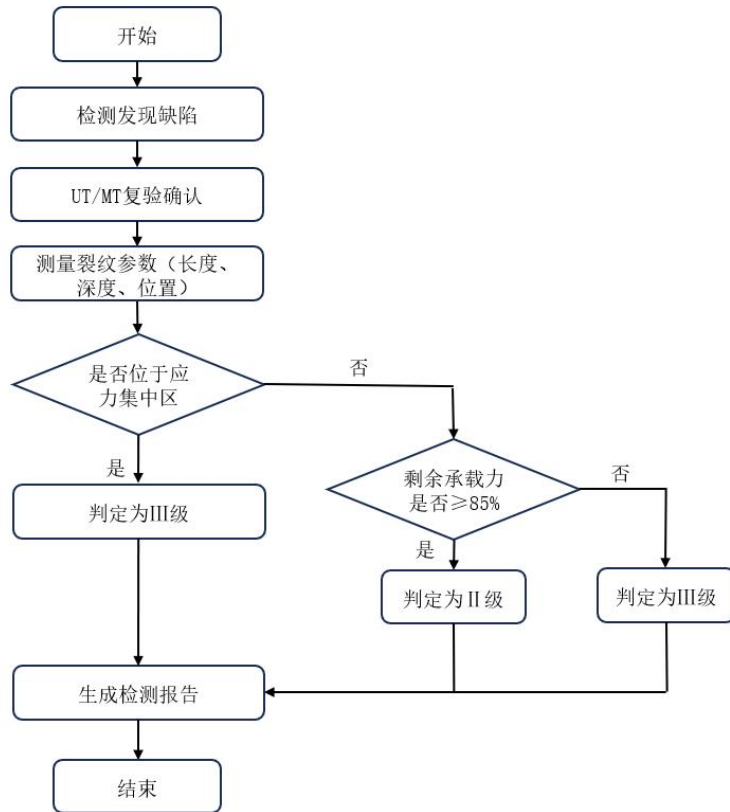 开始
检测发现缺陷
UT/MT复验确认
测量裂纹参数（长度、
深度、位置）
是否位于应
力集中区
否
是
判定为III级
剩余承载力
是否≥85%
否
是
判定为Ⅱ级
判定为III级
生成检测报告
结束